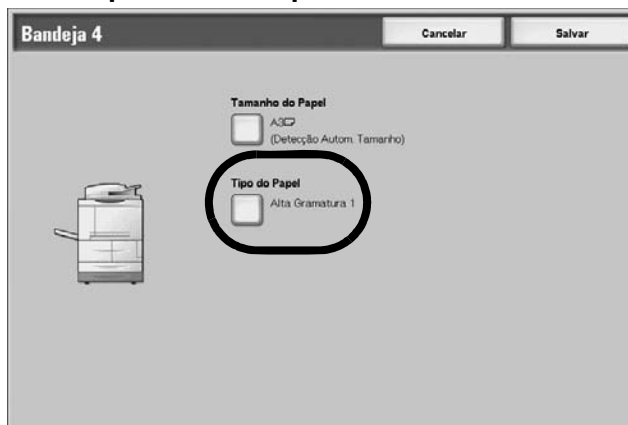 Bandeja 4
Cancelar
Salvar
Tamanho do Papel
A3
(Detecção Autom. Tamanho)
Tipo do Papel
Alta Gramatura 1